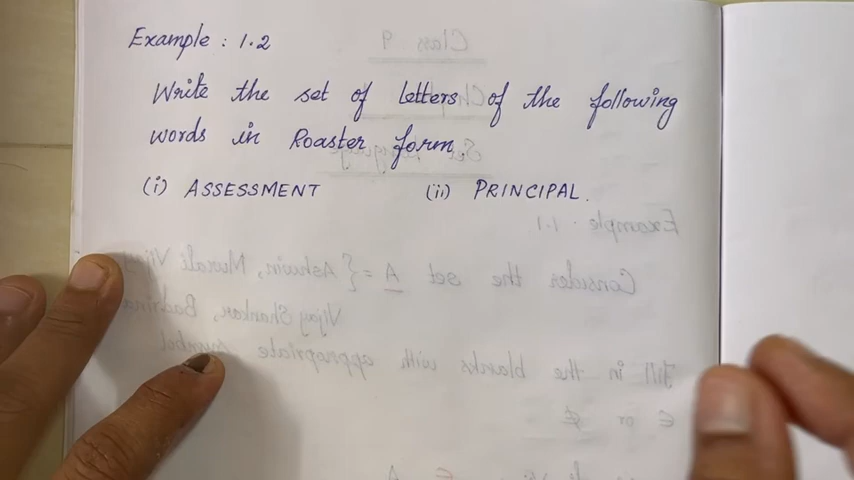 Example : 1.2
Write the set of letters of the following
words in Roaster form.
(i) ASSESSMENT (ii) PRINCIPAL.